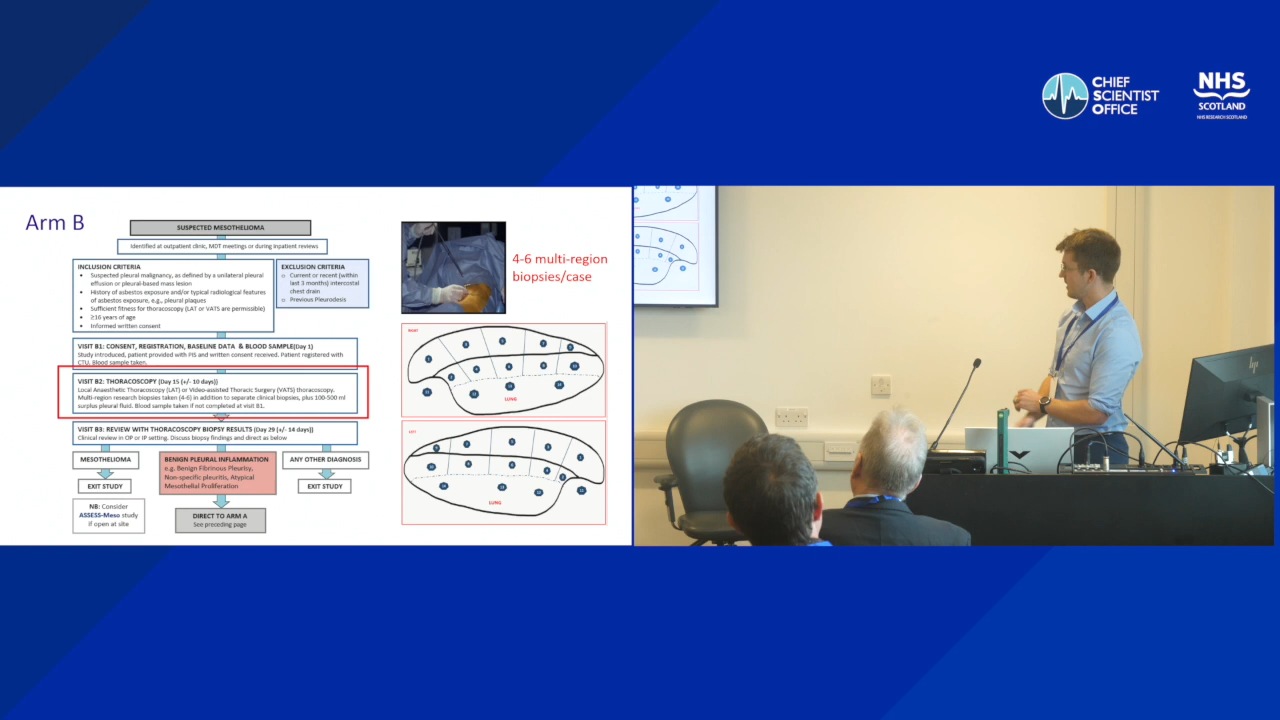 CHIEF
SCIENTIST
OFFICE
NHS
SCOTLAND
NHS RESEARCH SCOTLAND
Arm B
SUSPECTED MESOTHELIOMA
Identified at outpatient clinic, MDT meetings or during inpatient reviews
INCLUSION CRITERIA
• Suspected pleural malignancy, as defined by a unilateral pleural
effusion or pleural-based mass lesion
• History of asbestos exposure and/or typical radiological features
of asbestos exposure, e.g., pleural plaques
• Sufficient fitness for thoracoscopy (LAT or VATS are permissible)
• ≥16 years of age
• Informed written consent
EXCLUSION CRITERIA
o Current or recent (within
last 3 months) intercostal
chest drain
o Previous Pleurodesis
VISIT B1: CONSENT, REGISTRATION, BASELINE DATA & BLOOD SAMPLE(Day 1)
Study introduced, patient provided with PIS and written consent received. Patient registered with
CTU. Blood sample taken.
VISIT B2: THORACOSCOPY (Day 15 (+/- 10 days))
Local Anaesthetic Thoracoscopy (LAT) or Video-assisted Thoracic Surgery (VATS) thoracoscopy.
Multi-region research biopsies taken (4-6) in addition to separate clinical biopsies, plus 100-500 ml
surplus pleural fluid. Blood sample taken if not completed at visit B1.
VISIT B3: REVIEW WITH THORACOSCOPY BIOPSY RESULTS (Day 29 (+/- 14 days))
Clinical review in OP or IP setting. Discuss biopsy findings and direct as below
MESOTHELIOMA
EXIT STUDY
NB: Consider
ASSESS-Meso study
if open at site
BENIGN PLEURAL INFLAMMATION
e.g. Benign Fibrinous Pleurisy,
Non-specific pleuritis, Atypical
Mesothelial Proliferation
DIRECT TO ARM A
See preceding page
ANY OTHER DIAGNOSIS
EXIT STUDY
4-6 multi-region
biopsies/case
RIGHT
LUNG
LEFT
LUNG
hp